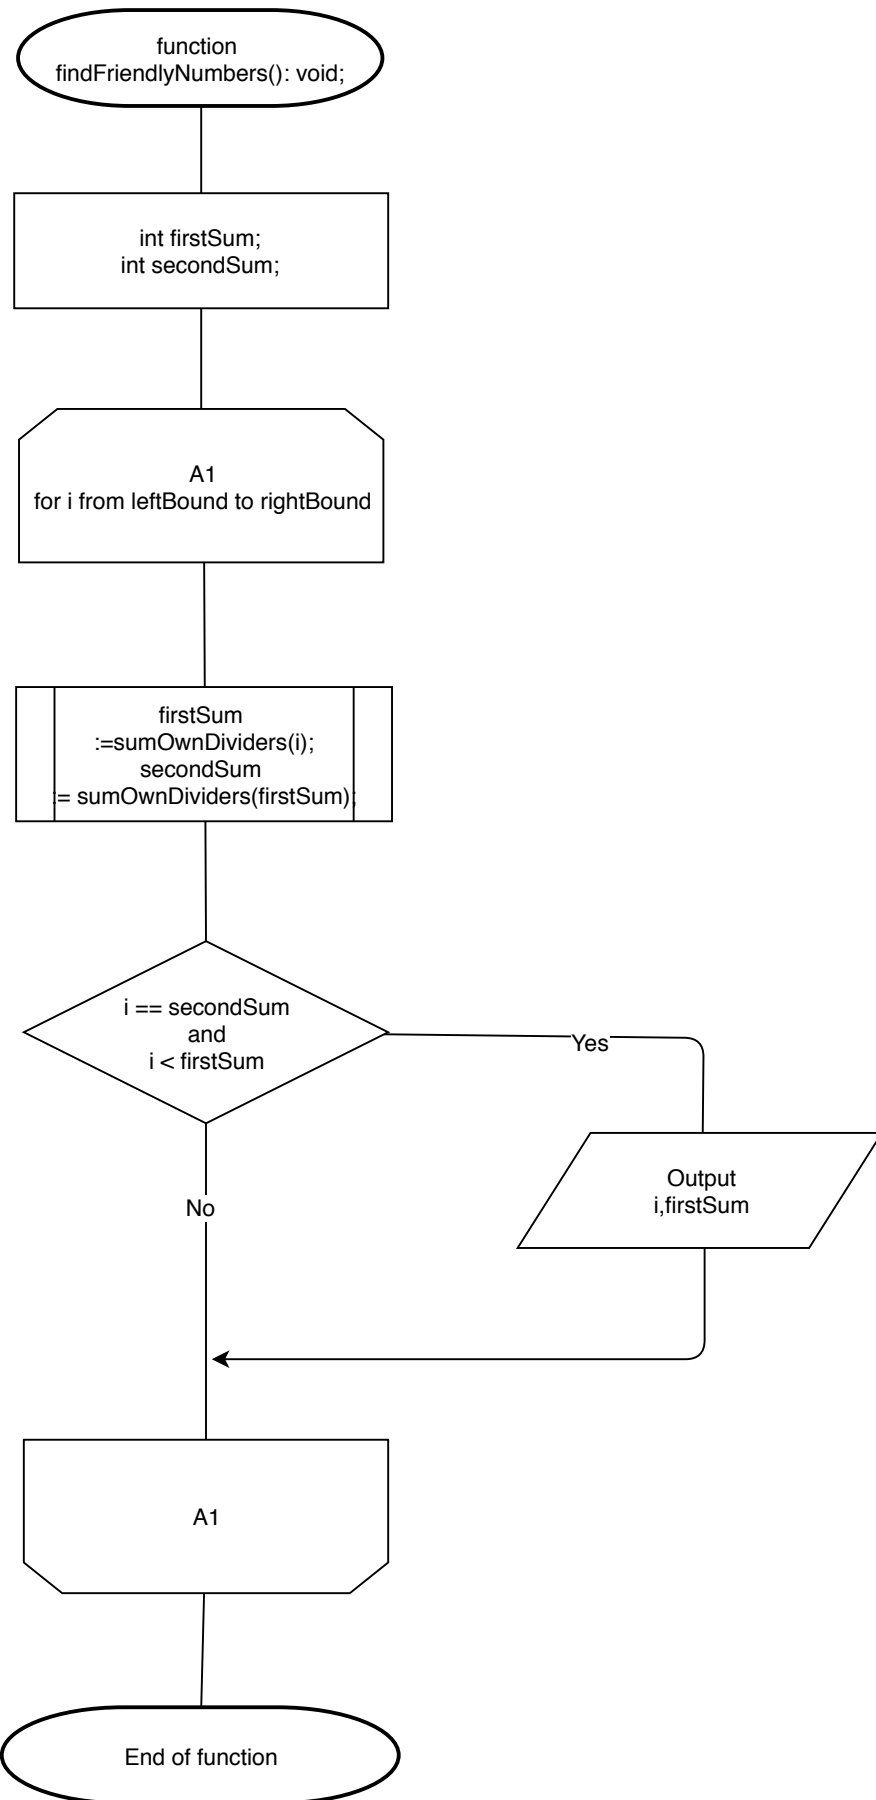 function
findFriendlyNumbers(): void;
int firstSum;
int secondSum;
A1
for i from leftBound to rightBound
firstSum
:=sumOwnDividers(i);
secondSum
:= sumOwnDividers(firstSum);
i == secondSum
and
i < firstSum
Yes
Output
i,firstSum
No
A1
End of function